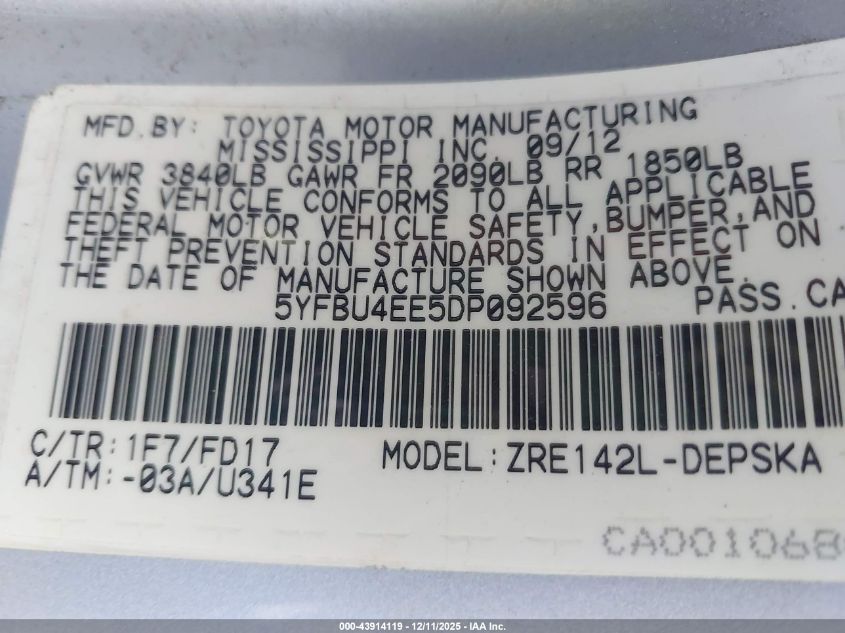 MFD.BY: TOYOTA MOTOR MANUFACTURING
MISSISSIPPI INC. 09/12
GVWR 3840LB GAWR FR 2090LB RR 1850LB
THIS VEHICLE CONFORMS TO ALL APPLICABLE
FEDERAL MOTOR VEHICLE SAFETY,BUMPER,AND
THEFT PREVENTION STANDARDS IN EFFECT ON
THE DATE OF MANUFACTURE SHOWN ABOVE.
5YFBU4EE5DP092596 PASS.CA
C/TR:1F7/FD17 MODEL:ZRE142L-DEPSKA
A/TM:-03A/U341E
CA001068
000-43914119 - 12/11/2025 - IAA Inc.